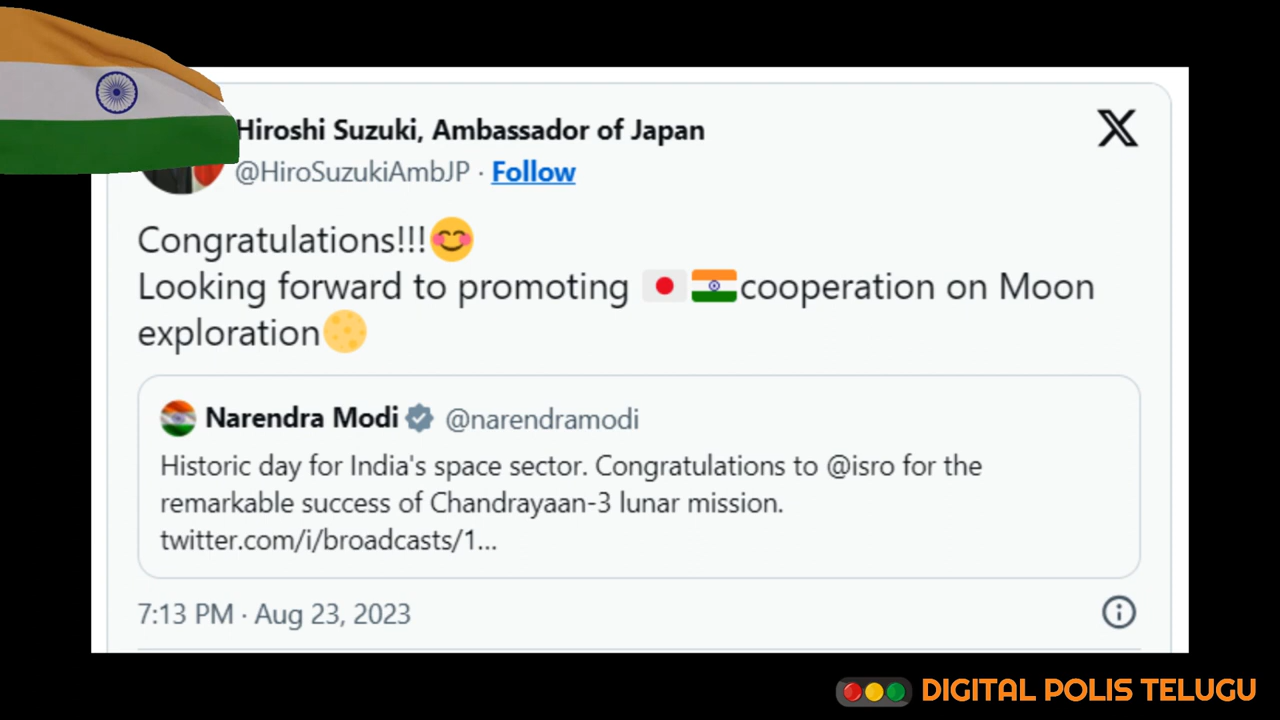 Hiroshi Suzuki, Ambassador of Japan
@HiroSuzukiAmbJP · Follow
Congratulations!!!😊
Looking forward to promoting 🇯🇵🇮🇳cooperation on Moon
exploration🌕
Narendra Modi @narendramodi
Historic day for India's space sector. Congratulations to @isro for the
remarkable success of Chandrayaan-3 lunar mission.
twitter.com/i/broadcasts/1...
7:13 PM · Aug 23, 2023
DIGITAL POLIS TELUGU